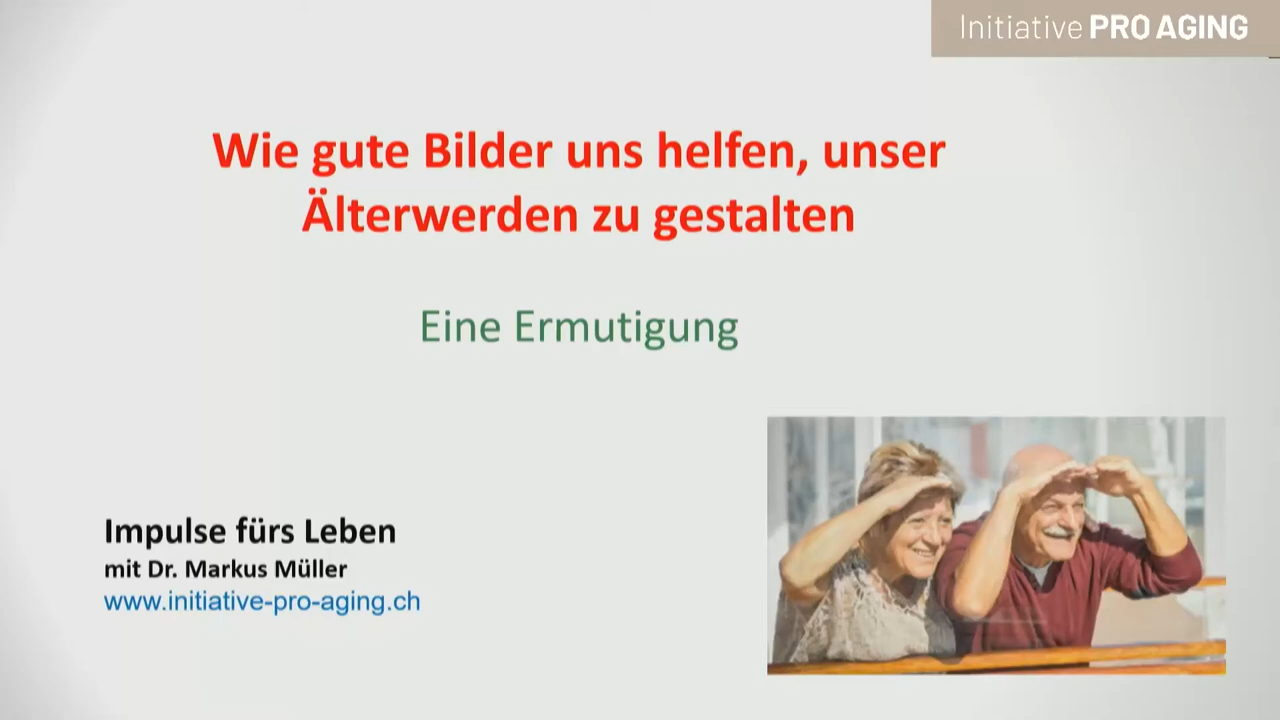 Initiative PRO AGING
Wie gute Bilder uns helfen, unser
Älterwerden zu gestalten
Eine Ermutigung
Impulse fürs Leben
mit Dr. Markus Müller
www.initiative-pro-aging.ch